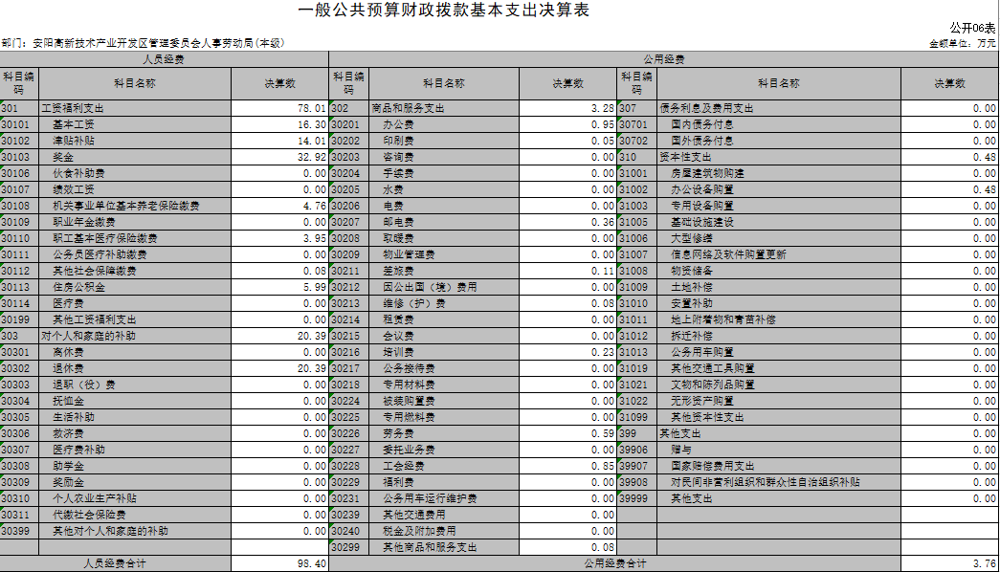 一般公共预算财政拨款基本支出决算表
公开06表
部门：安阳高新技术产业开发区管理委员会人事劳动局(本级) 金额单位：万元
人员经费 公用经费
科目编码 科目名称 决算数 科目编码 科目名称 决算数 科目编码 科目名称 决算数
301 工资福利支出 78.01 302 商品和服务支出 3.28 307 债务利息及费用支出 0.00
30101 基本工资 16.30 30201 办公费 0.95 30701 国内债务付息 0.00
30102 津贴补贴 14.01 30202 印刷费 0.05 30702 国外债务付息 0.00
30103 奖金 32.92 30203 咨询费 0.00 310 资本性支出 0.48
30106 伙食补助费 0.00 30204 手续费 0.00 31001 房屋建筑物购建 0.00
30107 绩效工资 0.00 30205 水费 0.00 31002 办公设备购置 0.48
30108 机关事业单位基本养老保险缴费 4.76 30206 电费 0.00 31003 专用设备购置 0.00
30109 职业年金缴费 0.00 30207 邮电费 0.36 31005 基础设施建设 0.00
30110 职工基本医疗保险缴费 3.95 30208 取暖费 0.00 31006 大型修缮 0.00
30111 公务员医疗补助缴费 0.00 30209 物业管理费 0.00 31007 信息网络及软件购置更新 0.00
30112 其他社会保障缴费 0.08 30211 差旅费 0.11 31008 物资储备 0.00
30113 住房公积金 5.99 30212 因公出国（境）费用 0.00 31009 土地补偿 0.00
30114 医疗费 0.00 30213 维修（护）费 0.08 31010 安置补助 0.00
30199 其他工资福利支出 0.00 30214 租赁费 0.00 31011 地上附着物和青苗补偿 0.00
303 对个人和家庭的补助 20.39 30215 会议费 0.00 31012 拆迁补偿 0.00
30301 离休费 0.00 30216 培训费 0.23 31013 公务用车购置 0.00
30302 退休费 20.39 30217 公务接待费 0.00 31019 其他交通工具购置 0.00
30303 退职（役）费 0.00 30218 专用材料费 0.00 31021 文物和陈列品购置 0.00
30304 抚恤金 0.00 30224 被装购置费 0.00 31022 无形资产购置 0.00
30305 生活补助 0.00 30225 专用燃料费 0.00 31099 其他资本性支出 0.00
30306 救济费 0.00 30226 劳务费 0.59 399 其他支出 0.00
30307 医疗费补助 0.00 30227 委托业务费 0.00 39906 赠与 0.00
30308 助学金 0.00 30228 工会经费 0.85 39907 国家赔偿费用支出 0.00
30309 奖励金 0.00 30229 福利费 0.00 39908 对民间非营利组织和群众性自治组织补贴 0.00
30310 个人农业生产补贴 0.00 30231 公务用车运行维护费 0.00 39999 其他支出 0.00
30311 代缴社会保险费 0.00 30239 其他交通费用 0.00
30399 其他对个人和家庭的补助 0.00 30240 税金及附加费用 0.00
30299 其他商品和服务支出 0.08
人员经费合计 98.40 公用经费合计 3.76